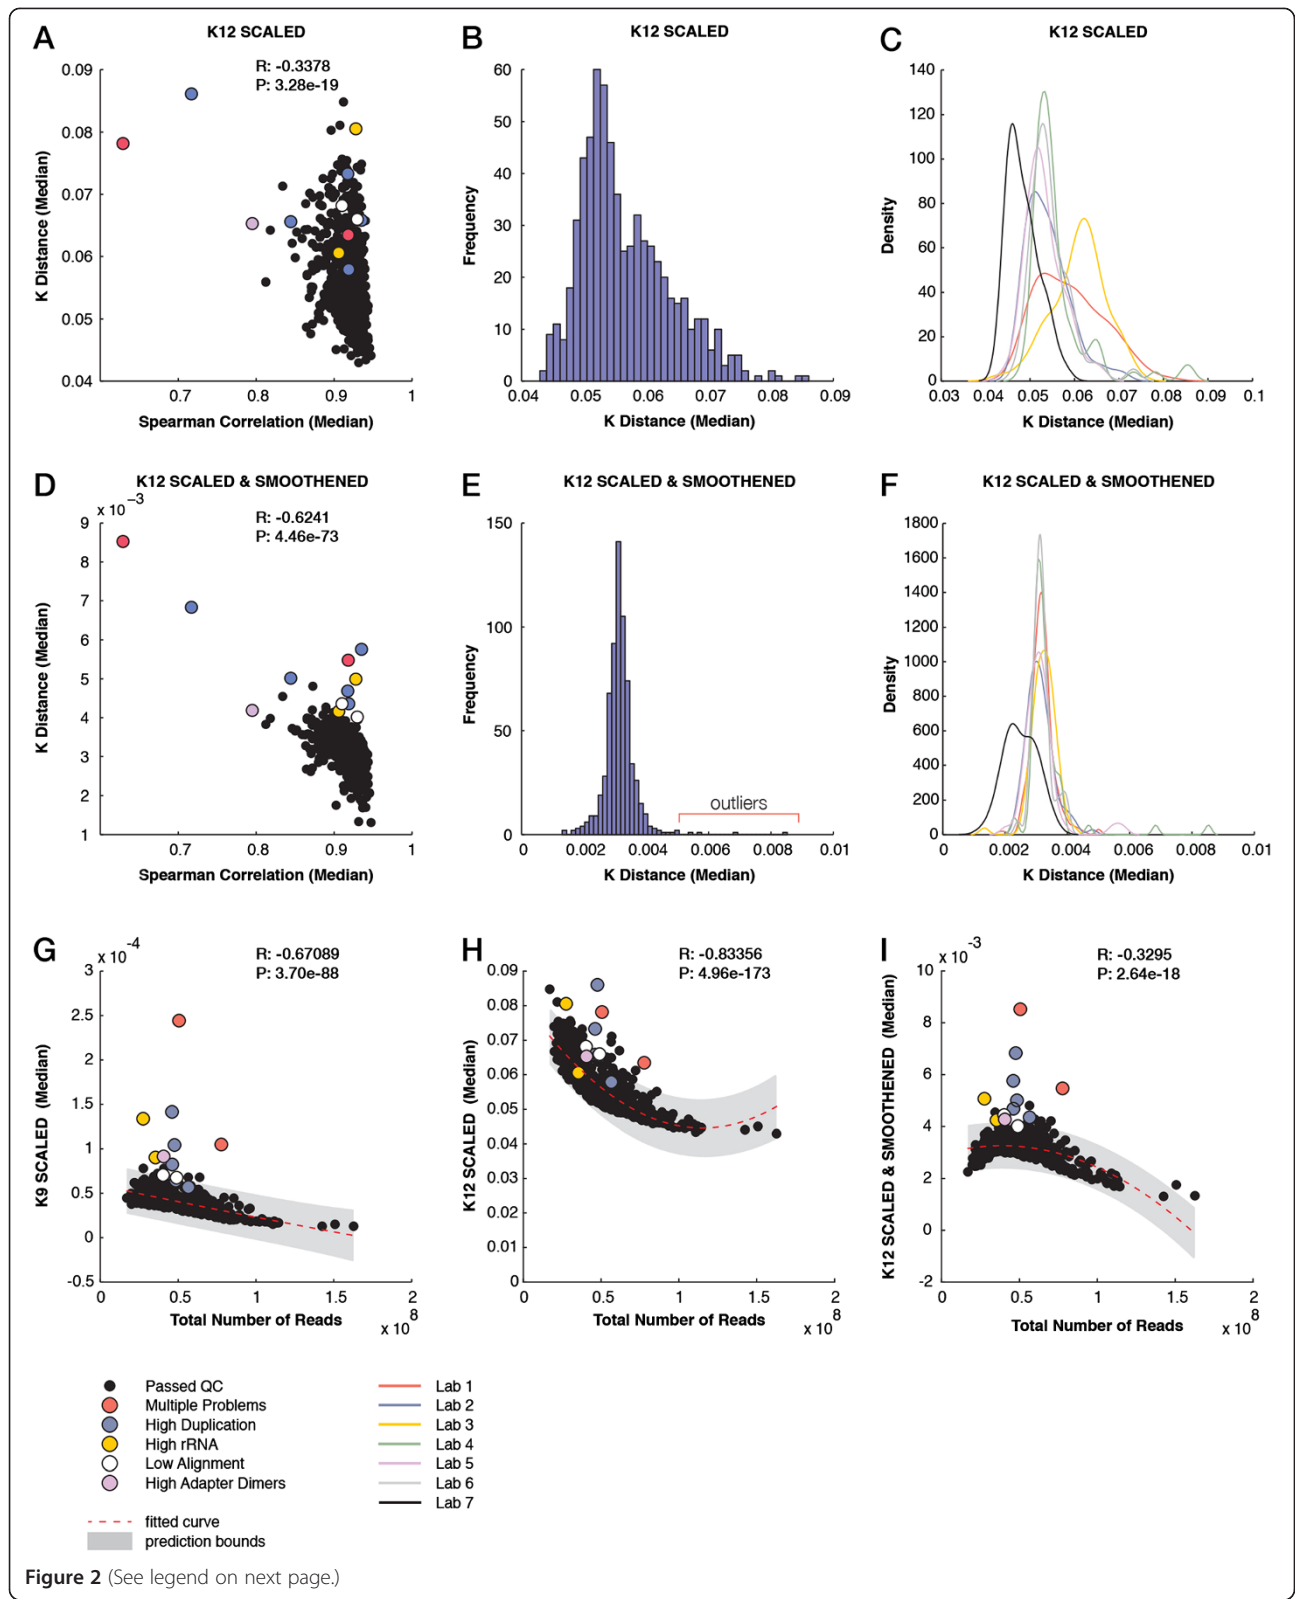 A
K12 SCALED
R: -0.3378
P: 3.28e-19
0.09
0.08
0.07
0.06
0.05
0.04
K Distance (Median)
0.7
0.8
0.9
1
Spearman Correlation (Median)
B
K12 SCALED
60
50
40
30
20
10
0
Frequency
0.04
0.05
0.06
0.07
0.08
0.09
K Distance (Median)
C
K12 SCALED
140
120
100
80
60
40
20
0
Density
0.03
0.04
0.05
0.06
0.07
0.08
0.09
0.1
K Distance (Median)
D
K12 SCALED & SMOOTHENED
x 10⁻³
R: -0.6241
P: 4.46e-73
9
8
7
6
5
4
3
2
1
K Distance (Median)
0.7
0.8
0.9
1
Spearman Correlation (Median)
E
K12 SCALED & SMOOTHENED
150
100
50
0
Frequency
outliers
0
0.002
0.004
0.006
0.008
0.01
K Distance (Median)
F
K12 SCALED & SMOOTHENED
1800
1600
1400
1200
1000
800
600
400
200
0
Density
0
0.002
0.004
0.006
0.008
0.01
K Distance (Median)
G
x 10⁻⁴
R: -0.67089
P: 3.70e-88
3
2.5
2
1.5
1
0.5
0
-0.5
K9 SCALED (Median)
0
0.5
1
1.5
2
x 10⁸
Total Number of Reads
H
R: -0.83356
P: 4.96e-173
0.09
0.08
0.07
0.06
0.05
0.04
0.03
0.02
0.01
0
K12 SCALED (Median)
0
0.5
1
1.5
2
x 10⁸
Total Number of Reads
I
x 10⁻³
R: -0.3295
P: 2.64e-18
10
8
6
4
2
0
-2
K12 SCALED & SMOOTHENED (Median)
0
0.5
1
1.5
2
x 10⁸
Total Number of Reads
Passed QC
Multiple Problems
High Duplication
High rRNA
Low Alignment
High Adapter Dimers
fitted curve
prediction bounds
Lab 1
Lab 2
Lab 3
Lab 4
Lab 5
Lab 6
Lab 7
Figure 2 (See legend on next page.)